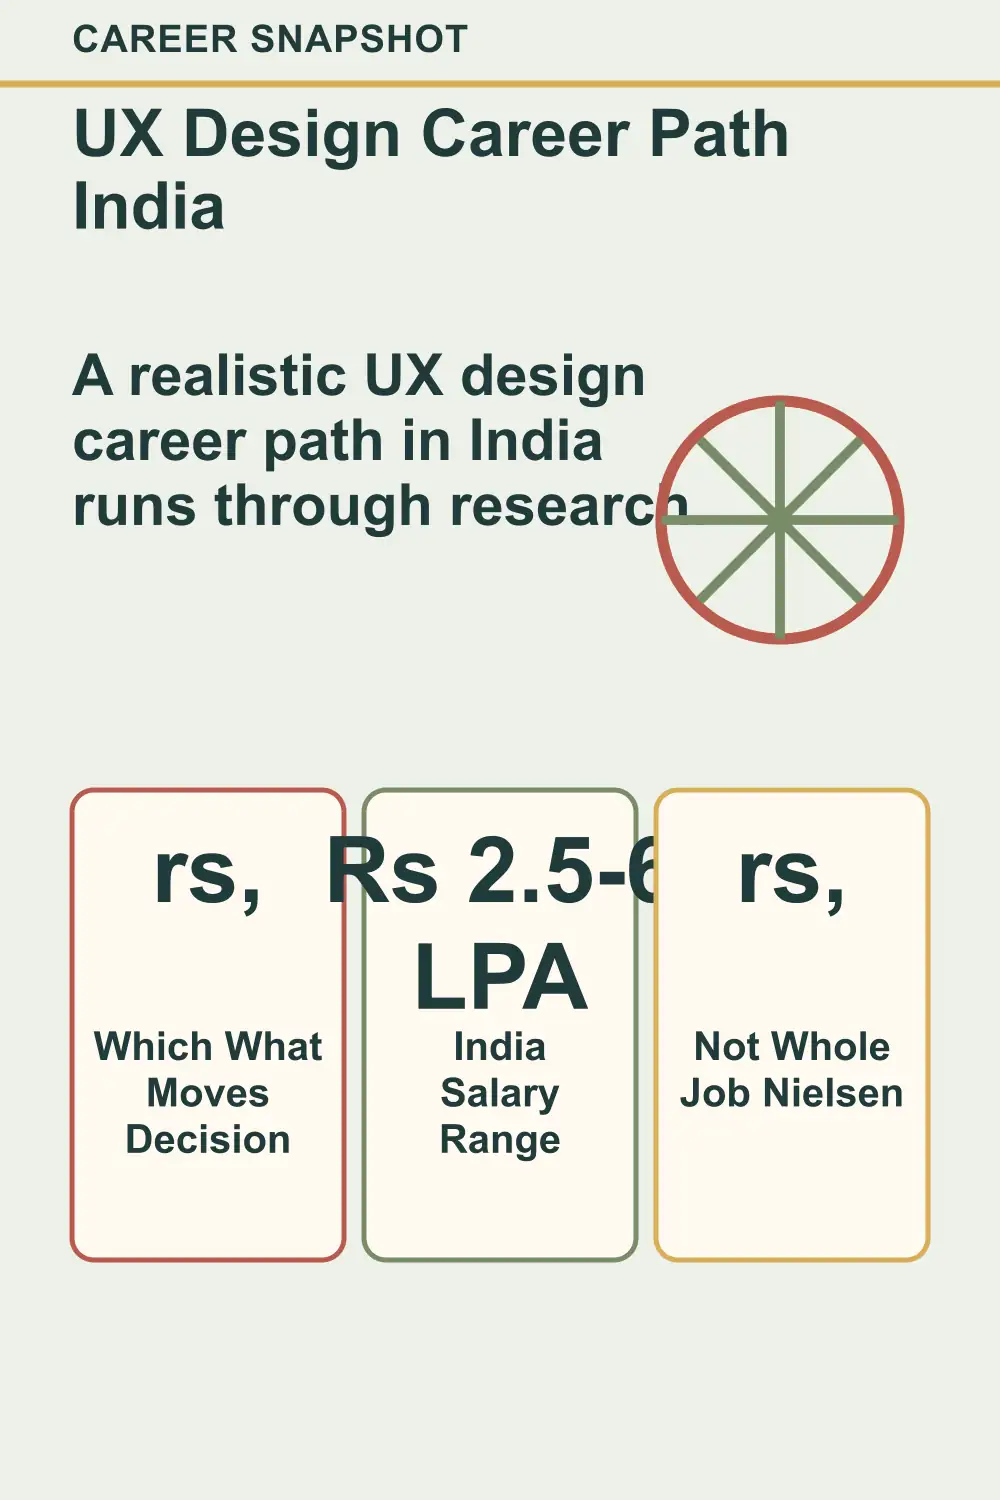 CAREER SNAPSHOT
UX Design Career Path
India
A realistic UX design
career path in India
runs through research
rs,
Rs 2.5-6
LPA
rs,
Which What
Moves
Decision
India
Salary
Range
Not Whole
Job Nielsen